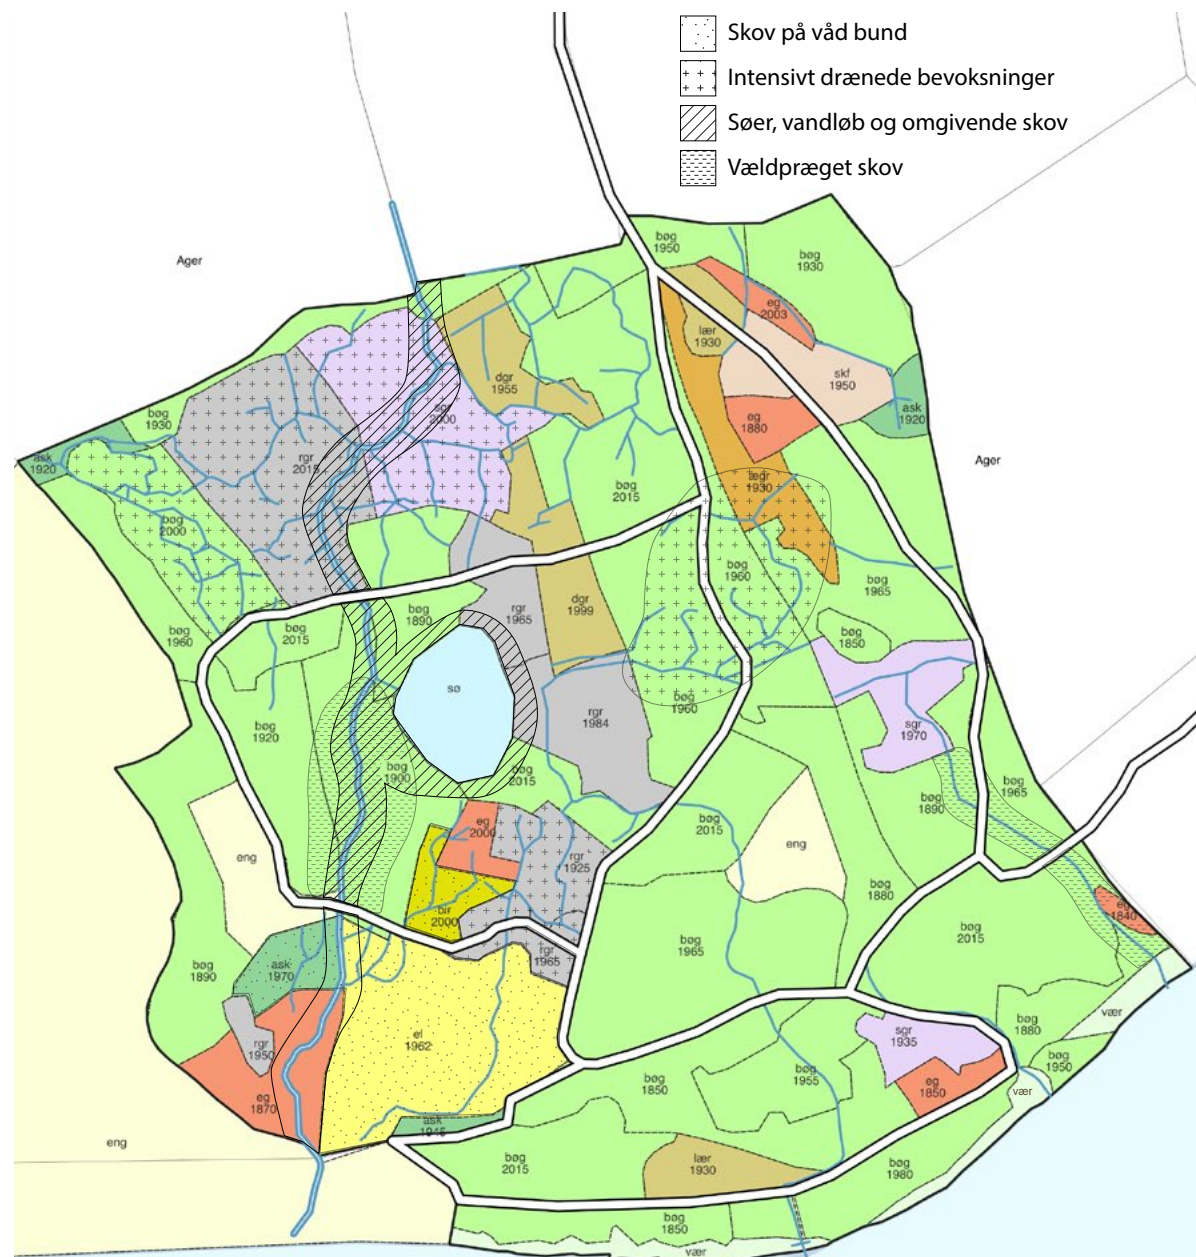 Skov på våd bund
Intensivt drænede bevoksninger
Søer, vandløb og omgivende skov
Vældpræget skov
Ager
bøg
1950
bøg
1930
eg
2003
lær
1930
skf
1950
dgr
1955
sgr
2000
bøg
1930
eg
1880
ask
1920
ask
1920
rgr
2015
Ager
bøg
2015
ægr
1930
bøg
2000
bøg
1960
bøg
1965
dgr
1999
rgr
1965
bøg
1890
bøg
2015
bøg
1960
bøg
1850
sø
bøg
1960
rgr
1984
sgr
1970
bøg
1920
bøg
1900
bøg
2015
bøg
1965
bøg
1890
bøg
2015
eg
2000
eng
eng
rgr
1925
bøg
1880
bir
2000
eg
1840
bøg
2015
bøg
1965
rgr
1965
bøg
1890
ask
1970
vær
bøg
1880
el
1962
rgr
1950
sgr
1935
bøg
1950
bøg
1955
bøg
1850
eg
1850
vær
eg
1870
ask
1945
eng
bøg
2015
lær
1930
bøg
1980
bøg
1850
vær